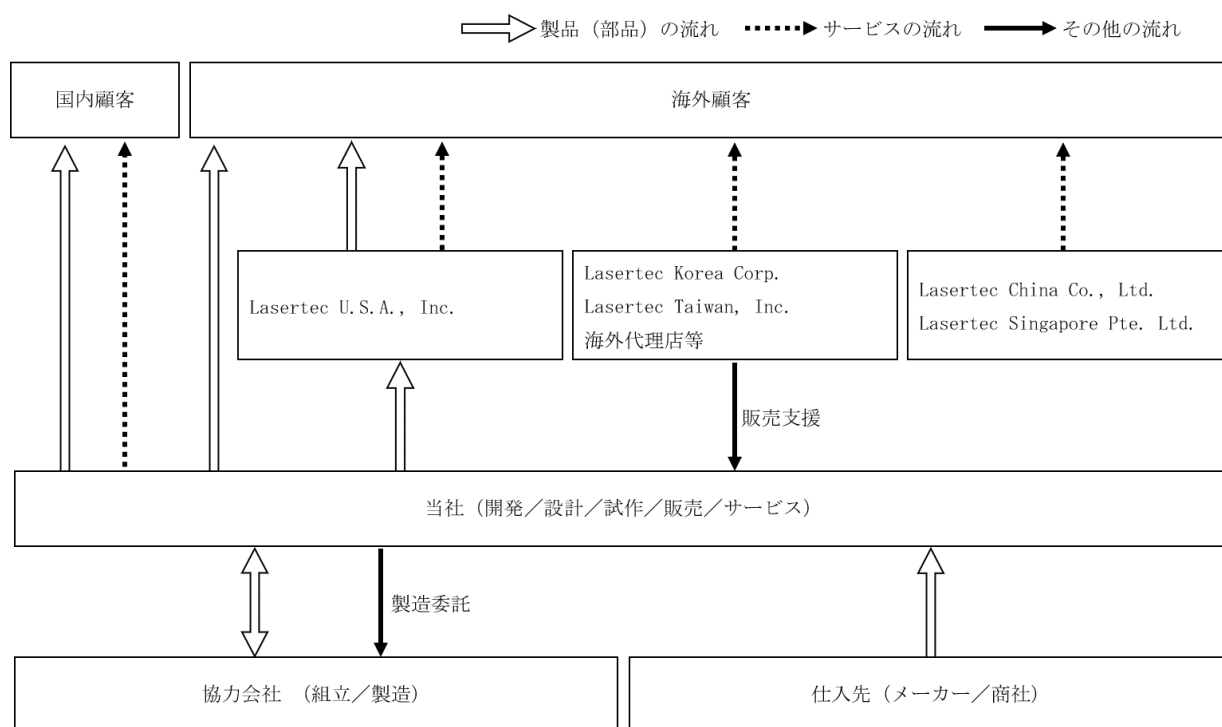 製品（部品）の流れ
サービスの流れ
その他の流れ
国内顧客
海外顧客
Lasertec U.S.A., Inc.
Lasertec Korea Corp.
Lasertec Taiwan, Inc.
海外代理店等
Lasertec China Co., Ltd.
Lasertec Singapore Pte. Ltd.
販売支援
当社（開発／設計／試作／販売／サービス）
製造委託
協力会社　（組立／製造）
仕入先（メーカー／商社）